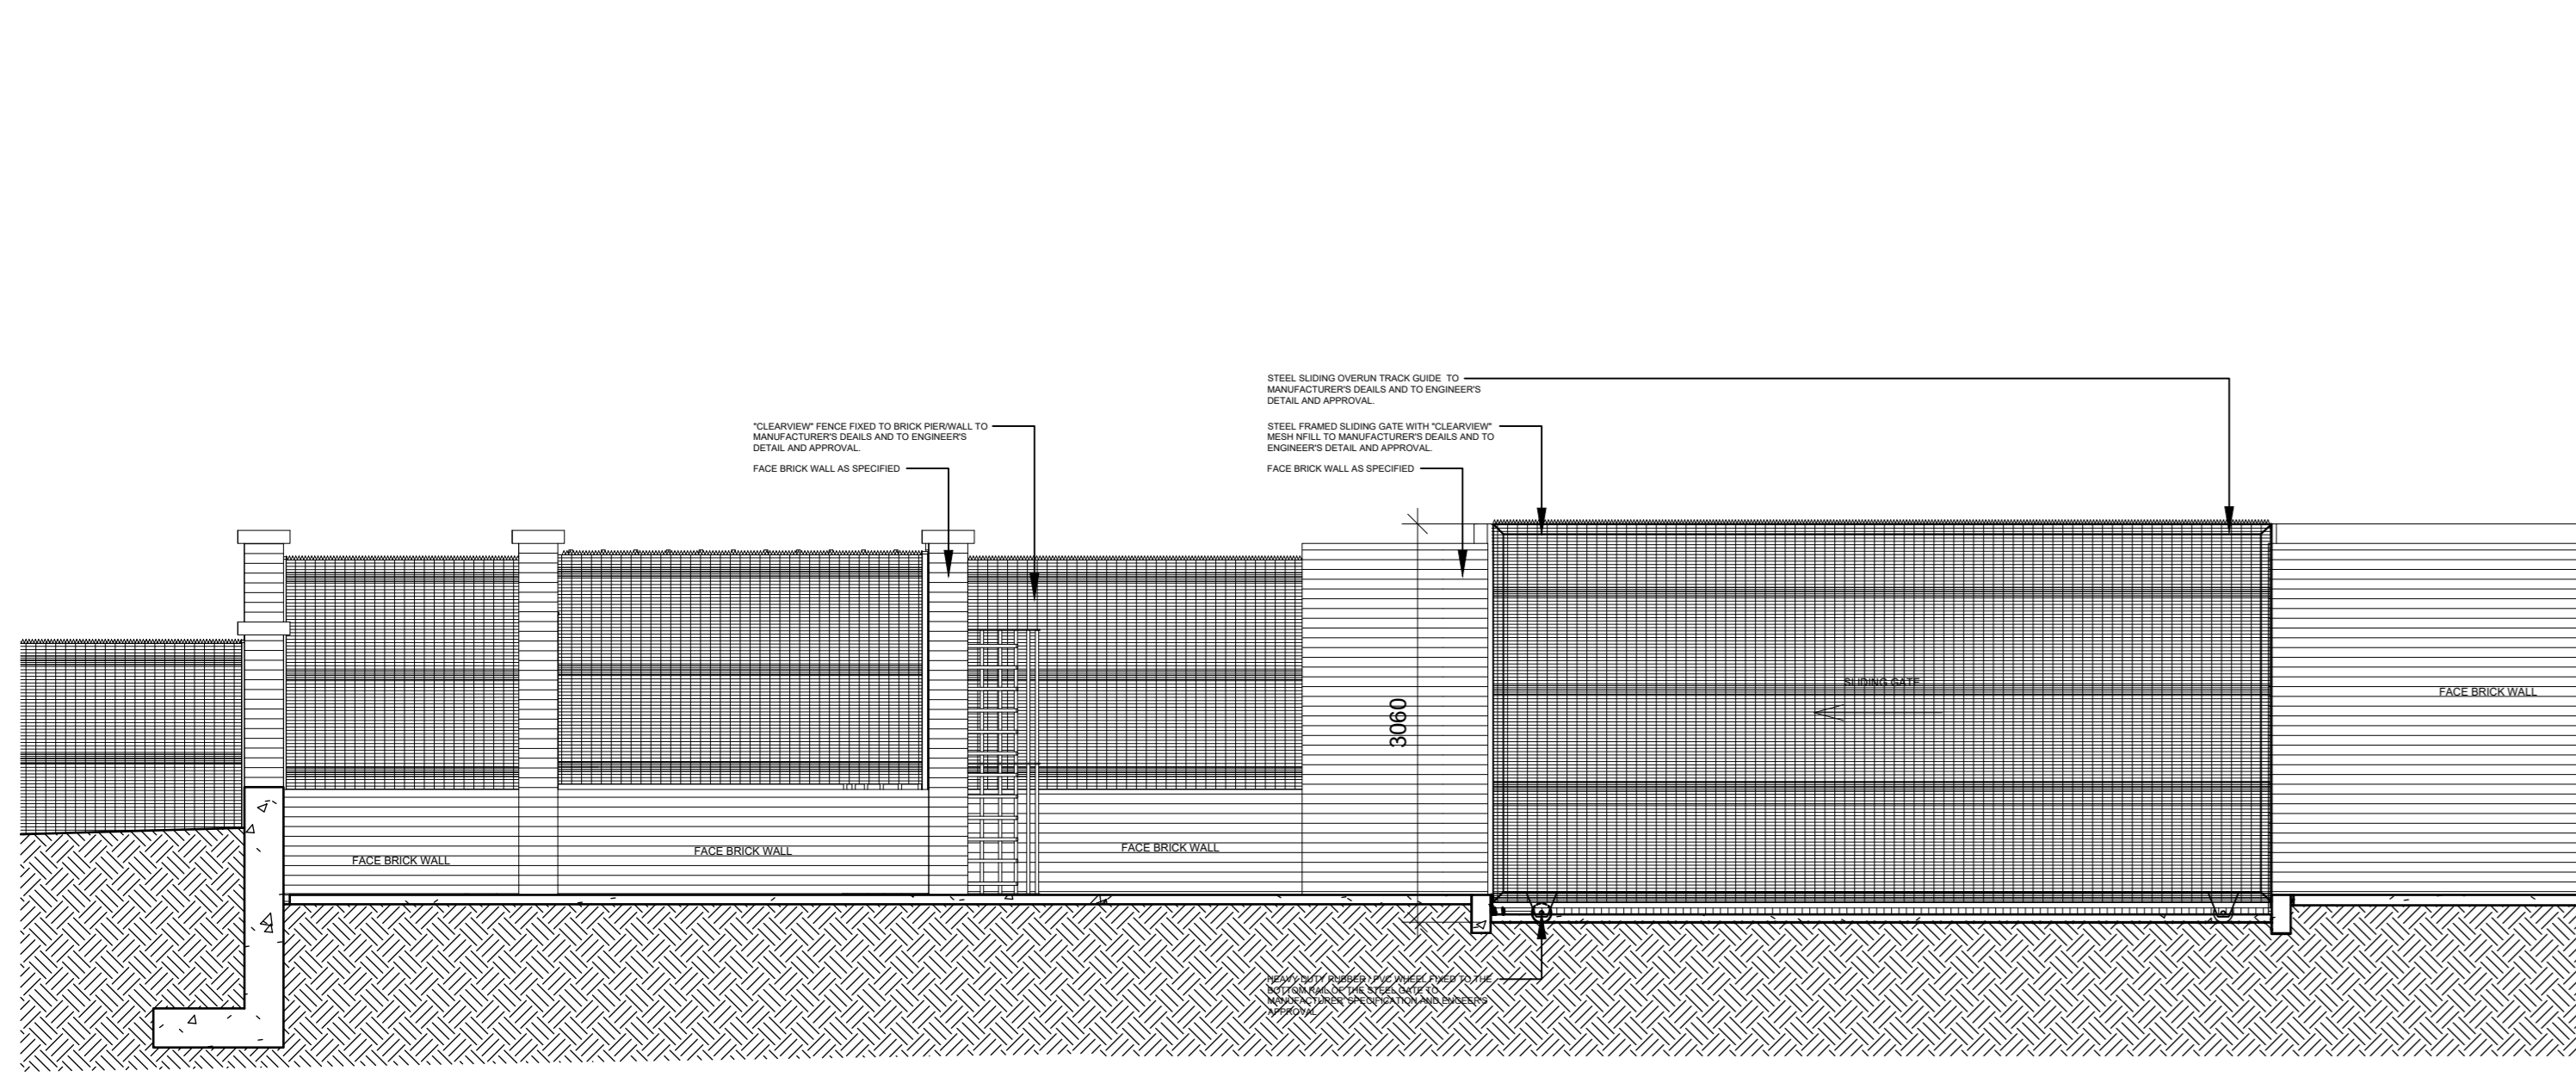 STEEL SLIDING OVERUN TRACK GUIDE TO
MANUFACTURER'S DEAILS AND TO ENGINEER'S
DETAIL AND APPROVAL.
"CLEARVIEW" FENCE FIXED TO BRICK PIER/WALL TO
MANUFACTURER'S DEAILS AND TO ENGINEER'S
DETAIL AND APPROVAL.
FACE BRICK WALL AS SPECIFIED
STEEL FRAMED SLIDING GATE WITH "CLEARVIEW"
MESH NFILL TO MANUFACTURER'S DEAILS AND TO
ENGINEER'S DETAIL AND APPROVAL.
FACE BRICK WALL AS SPECIFIED
SLIDING GATE
FACE BRICK WALL
3060
FACE BRICK WALL
FACE BRICK WALL
FACE BRICK WALL
HEAVY DUTY RUBBER / PVC WHEEL FIXED TO THE
BOTTOM RAIL OF THE STEEL GATE TO
MANUFACTURER' SPECIFICATION AND ENGEER'S
APPROVAL.